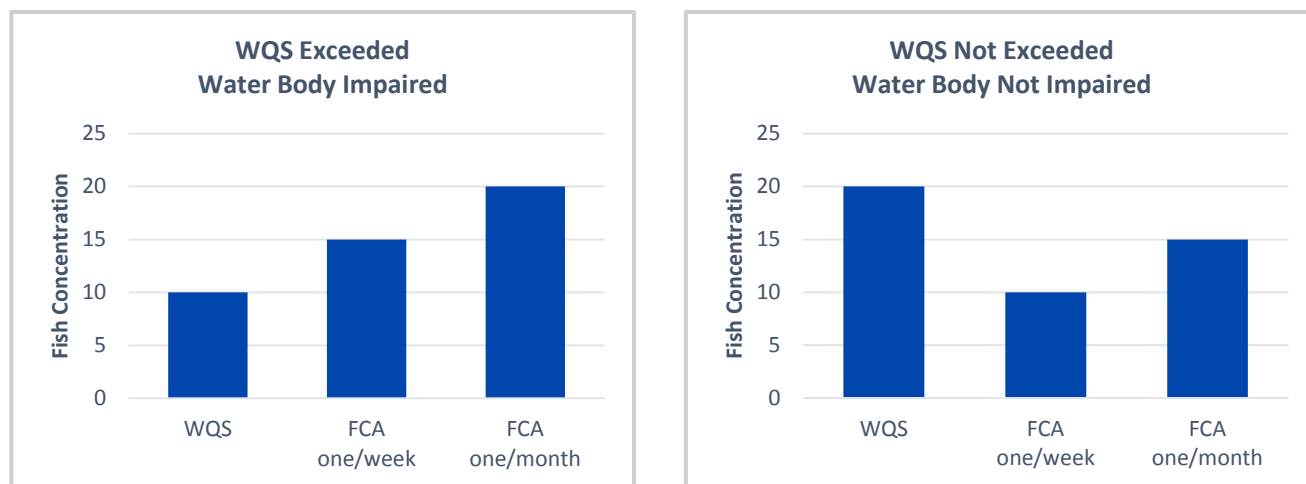 WQS Exceeded
Water Body Impaired
25
20
15
10
5
0
Fish Concentration
WQS
FCA
one/week
FCA
one/month
WQS Not Exceeded
Water Body Not Impaired
25
20
15
10
5
0
Fish Concentration
WQS
FCA
one/week
FCA
one/month